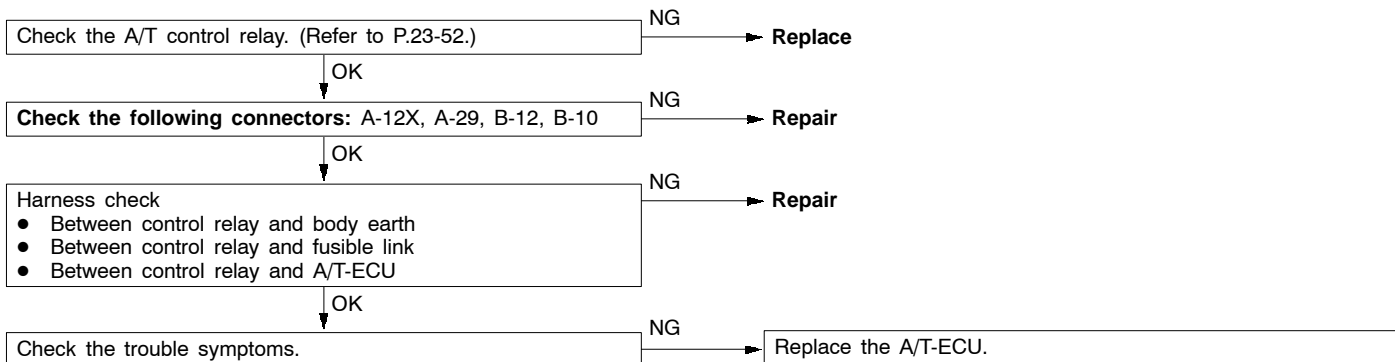 Check the A/T control relay. (Refer to P.23-52.)
NG
Replace
OK
Check the following connectors: A-12X, A-29, B-12, B-10
NG
Repair
OK
Harness check
● Between control relay and body earth
● Between control relay and fusible link
● Between control relay and A/T-ECU
NG
Repair
OK
Check the trouble symptoms.
NG
Replace the A/T-ECU.